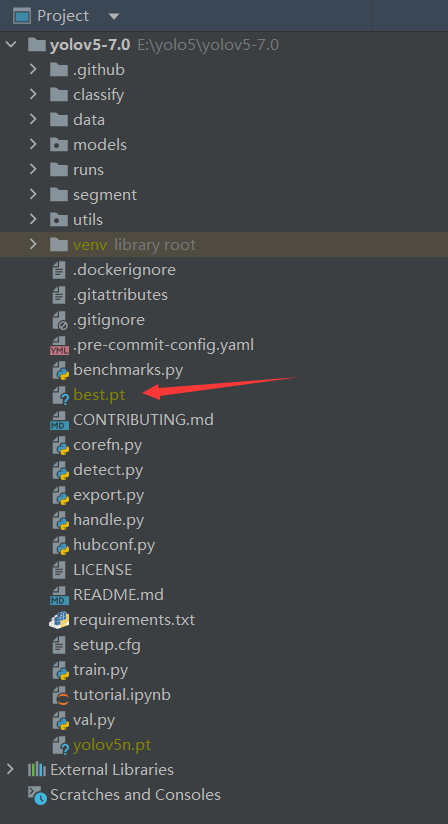 Project
yolov5-7.0 E:\yolo5\yolov5-7.0
.github
classify
data
models
runs
segment
utils
venv library root
.dockerignore
.gitattributes
.gitignore
YML .pre-commit-config.yaml
benchmarks.py
best.pt
MD CONTRIBUTING.md
corefn.py
detect.py
export.py
handle.py
hubconf.py
LICENSE
MD README.md
requirements.txt
setup.cfg
train.py
tutorial.ipynb
val.py
yolov5n.pt
External Libraries
Scratches and Consoles